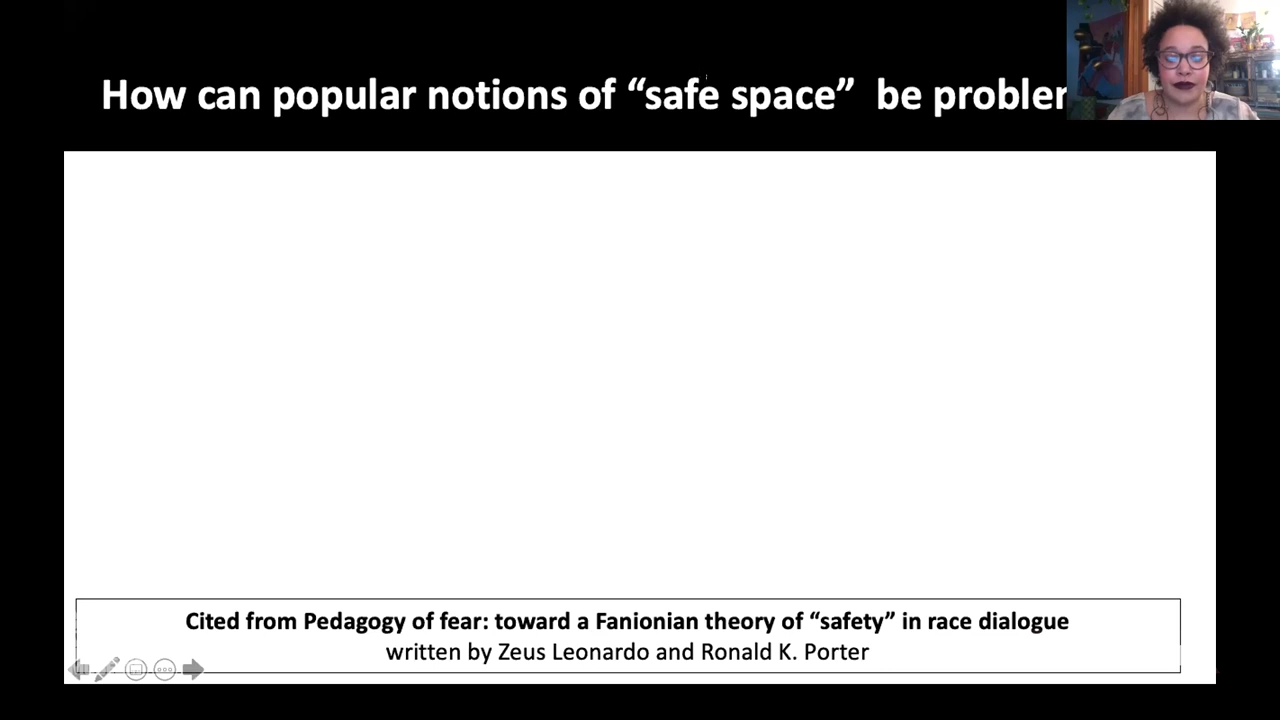 How can popular notions of “safe space” be
Cited from Pedagogy of fear: toward a Fanionian theory of “safety” in race dialogue
written by Zeus Leonardo and Ronald K. Porter